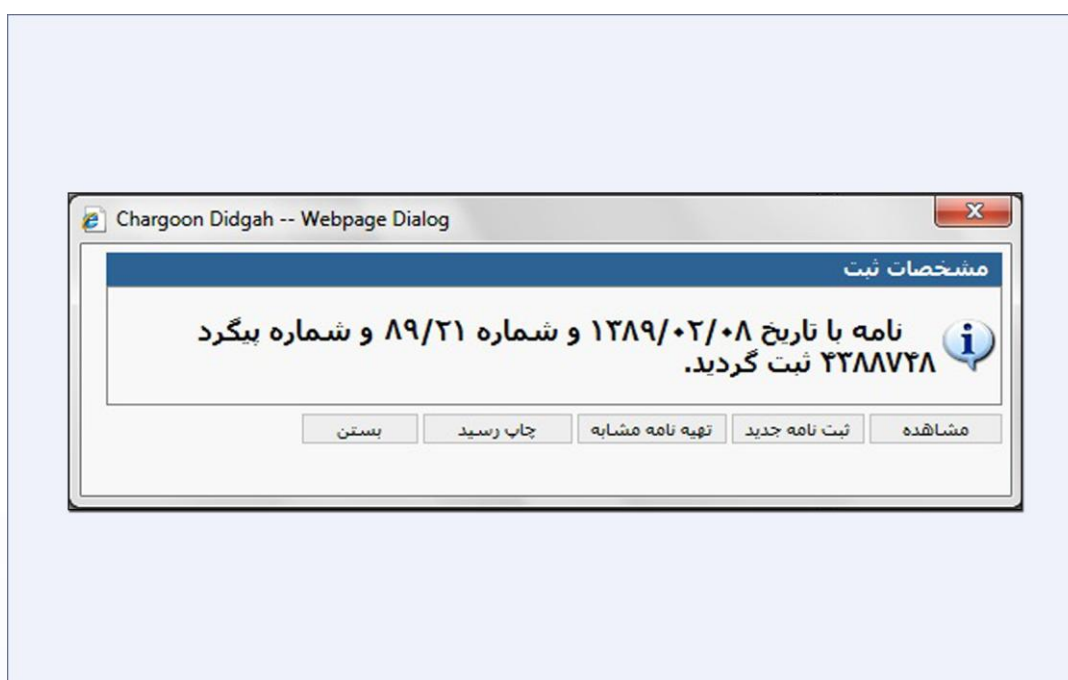 Chargoon Didgah -- Webpage Dialog
مشخصات ثبت
نامه با تاریخ ۱۳۸۹/۰۲/۰۸ و شماره ۸۹/۲۱ و شماره پیگرد
۴۳۸۸۷۴۸ ثبت گردید.
مشاهده ثبت نامه جدید تهیه نامه مشابه چاپ رسید بستن